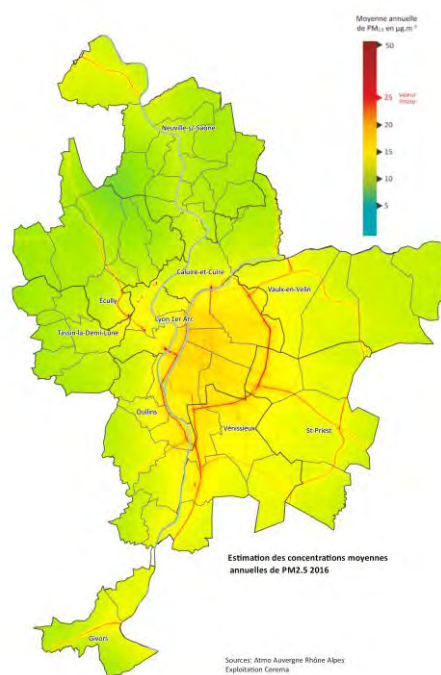 Moyenne annuelle
de PM2.5 en µg.m-3
50
25
Valeur
limite
20
15
10
5
Neuville-s/-Saône
Caluire-et-Cuire
Vaulx-en-Velin
Écully
Lyon 1er Arr.
Tassin-la-Demi-Lune
Oullins
Vénissieux
St-Priest
Estimation des concentrations moyennes
annuelles de PM2.5 2016
Givors
Sources: Atmo Auvergne Rhône Alpes
Exploitation Cerema